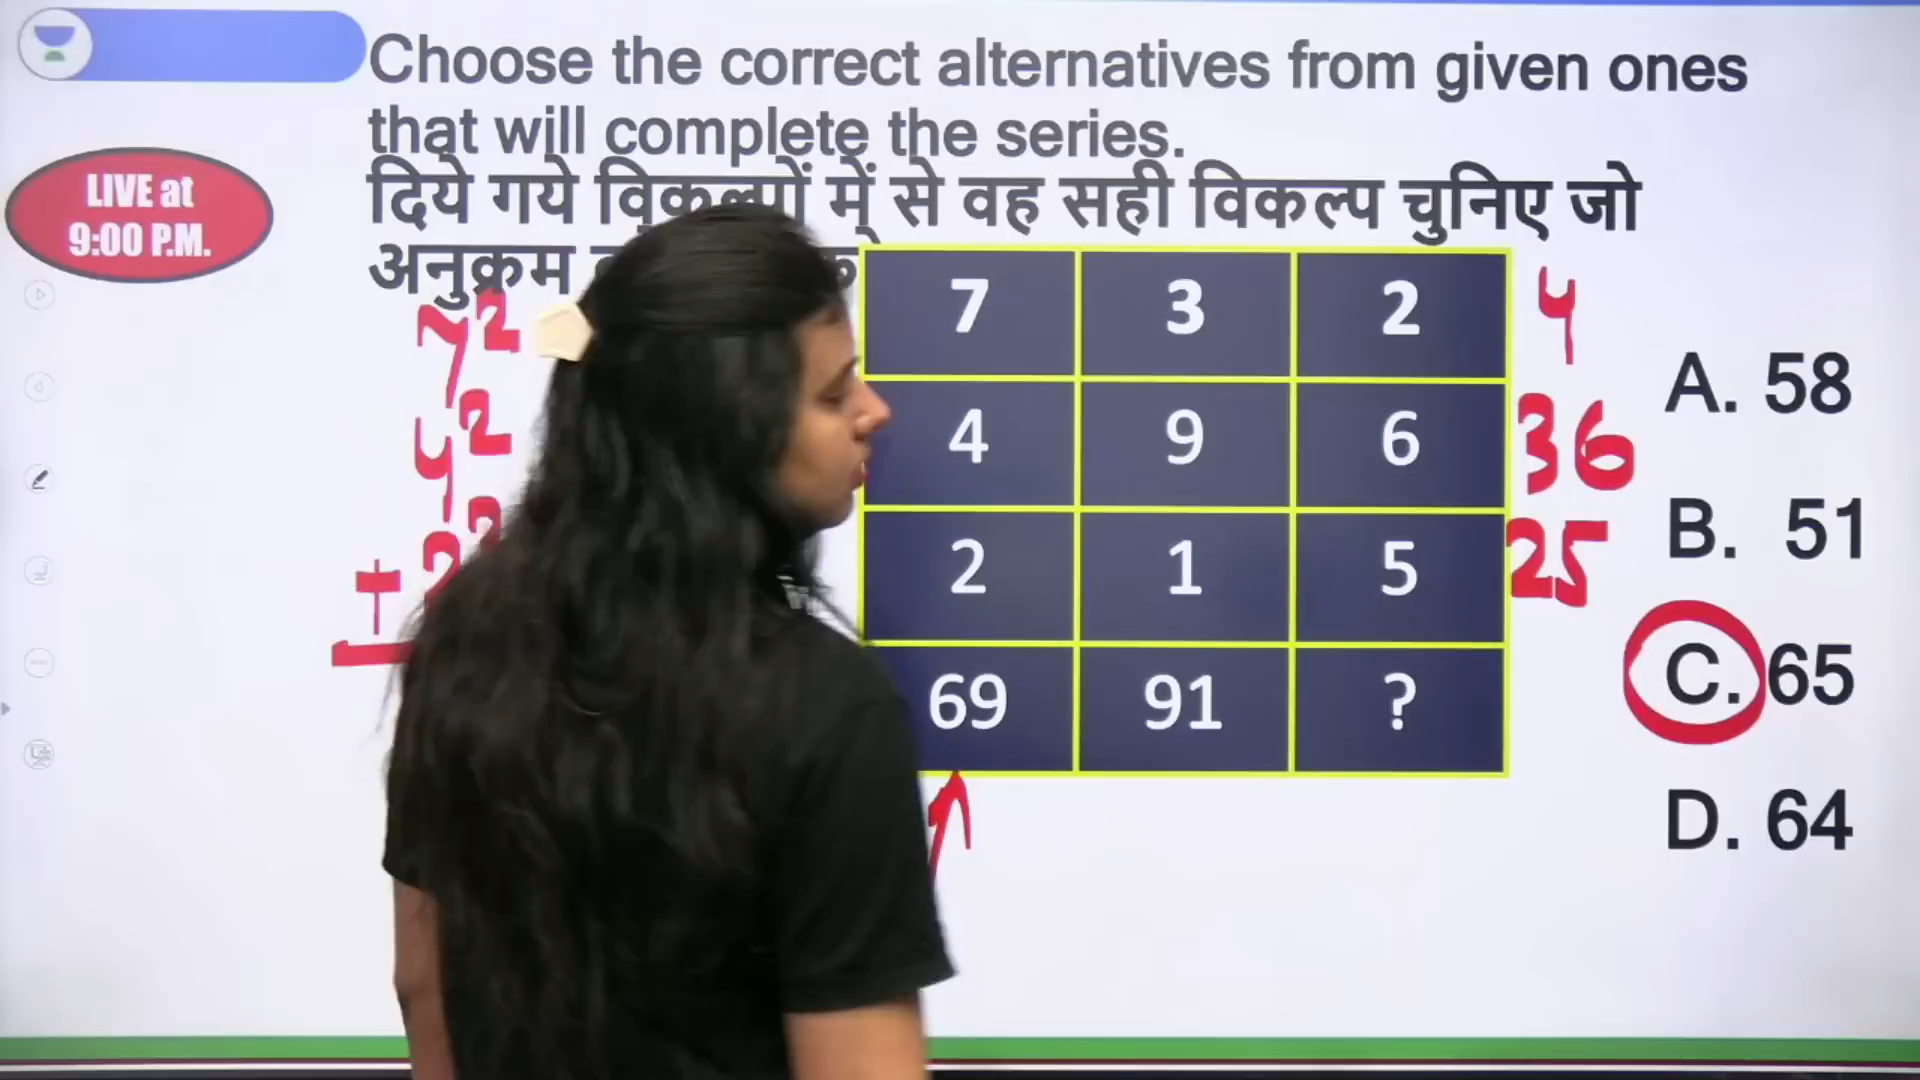 Choose the correct alternatives from given ones
that will complete the series.
LIVE at
9:00 P.M.
दिये गये विकल्पों में से वह सही विकल्प चुनिए जो
अनुक्रम
7 3 2
4 9 6
2 1 5
69 91 ?
7²
4²
+ 2²
4
36
25
A. 58
B. 51
C. 65
D. 64